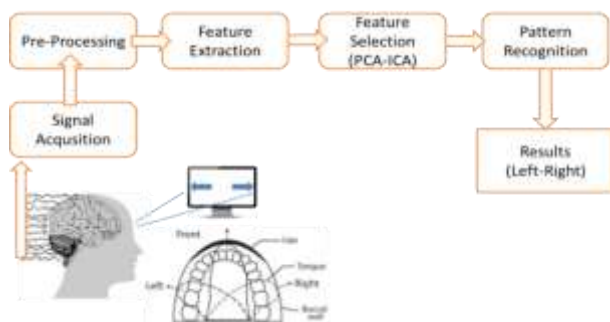 Pre-Processing
Feature
Extraction
Feature
Selection
(PCA-ICA)
Pattern
Recognition
Signal
Acqusition
Results
(Left-Right)
Front
Tongue
Left
Right